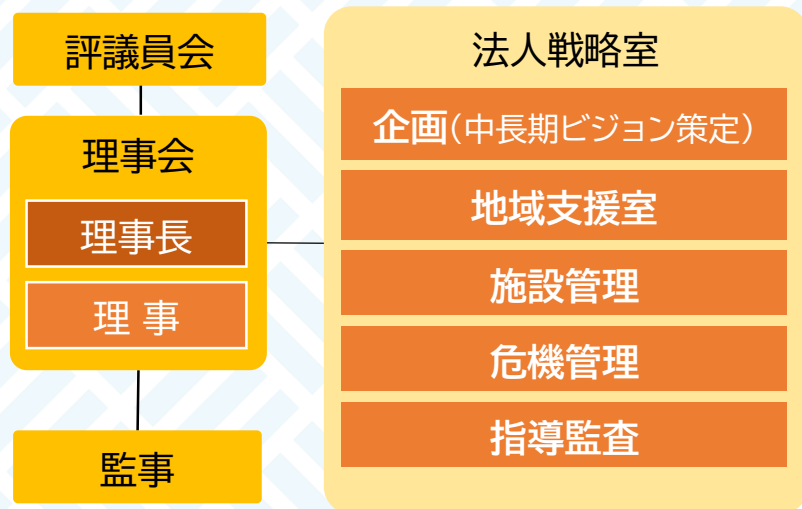 評議員会
理事会
理事長
理 事
監事
法人戦略室
企画(中長期ビジョン策定)
地域支援室
施設管理
危機管理
指導監査